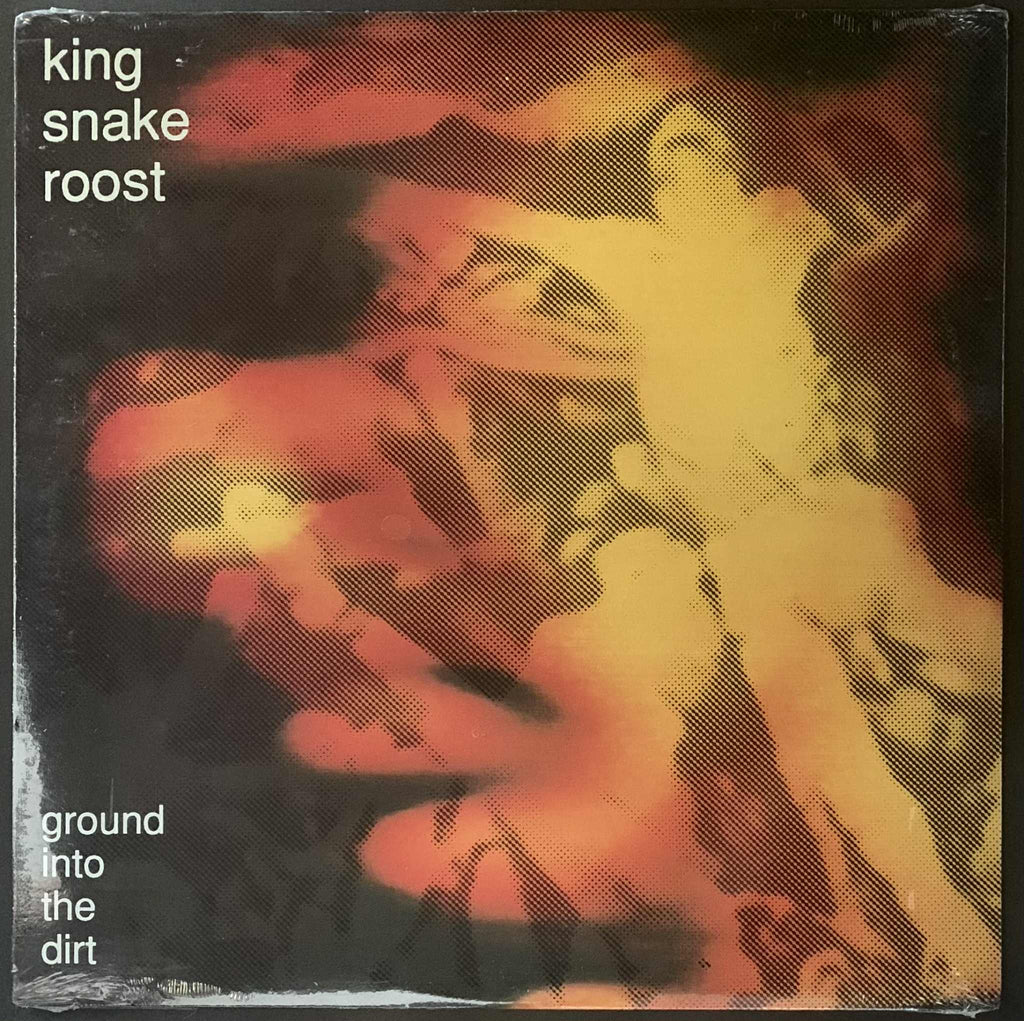 king
snake
roost
ground
into
the
dirt